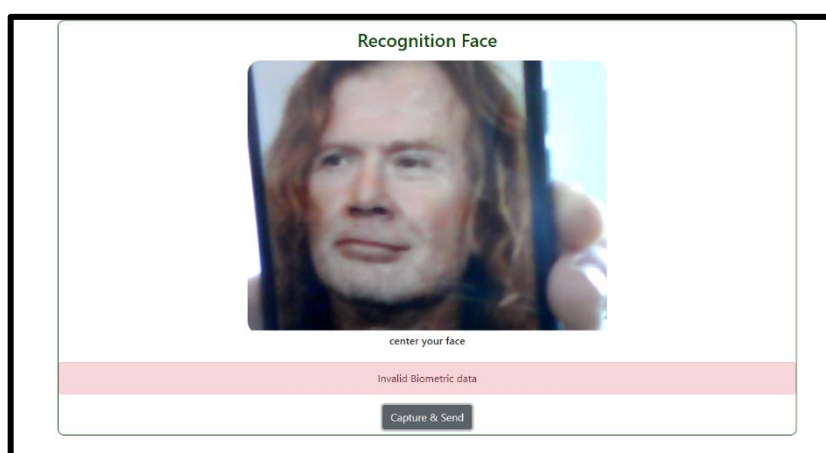 Recognition Face
center your face
Invalid Biometric data
Capture & Send